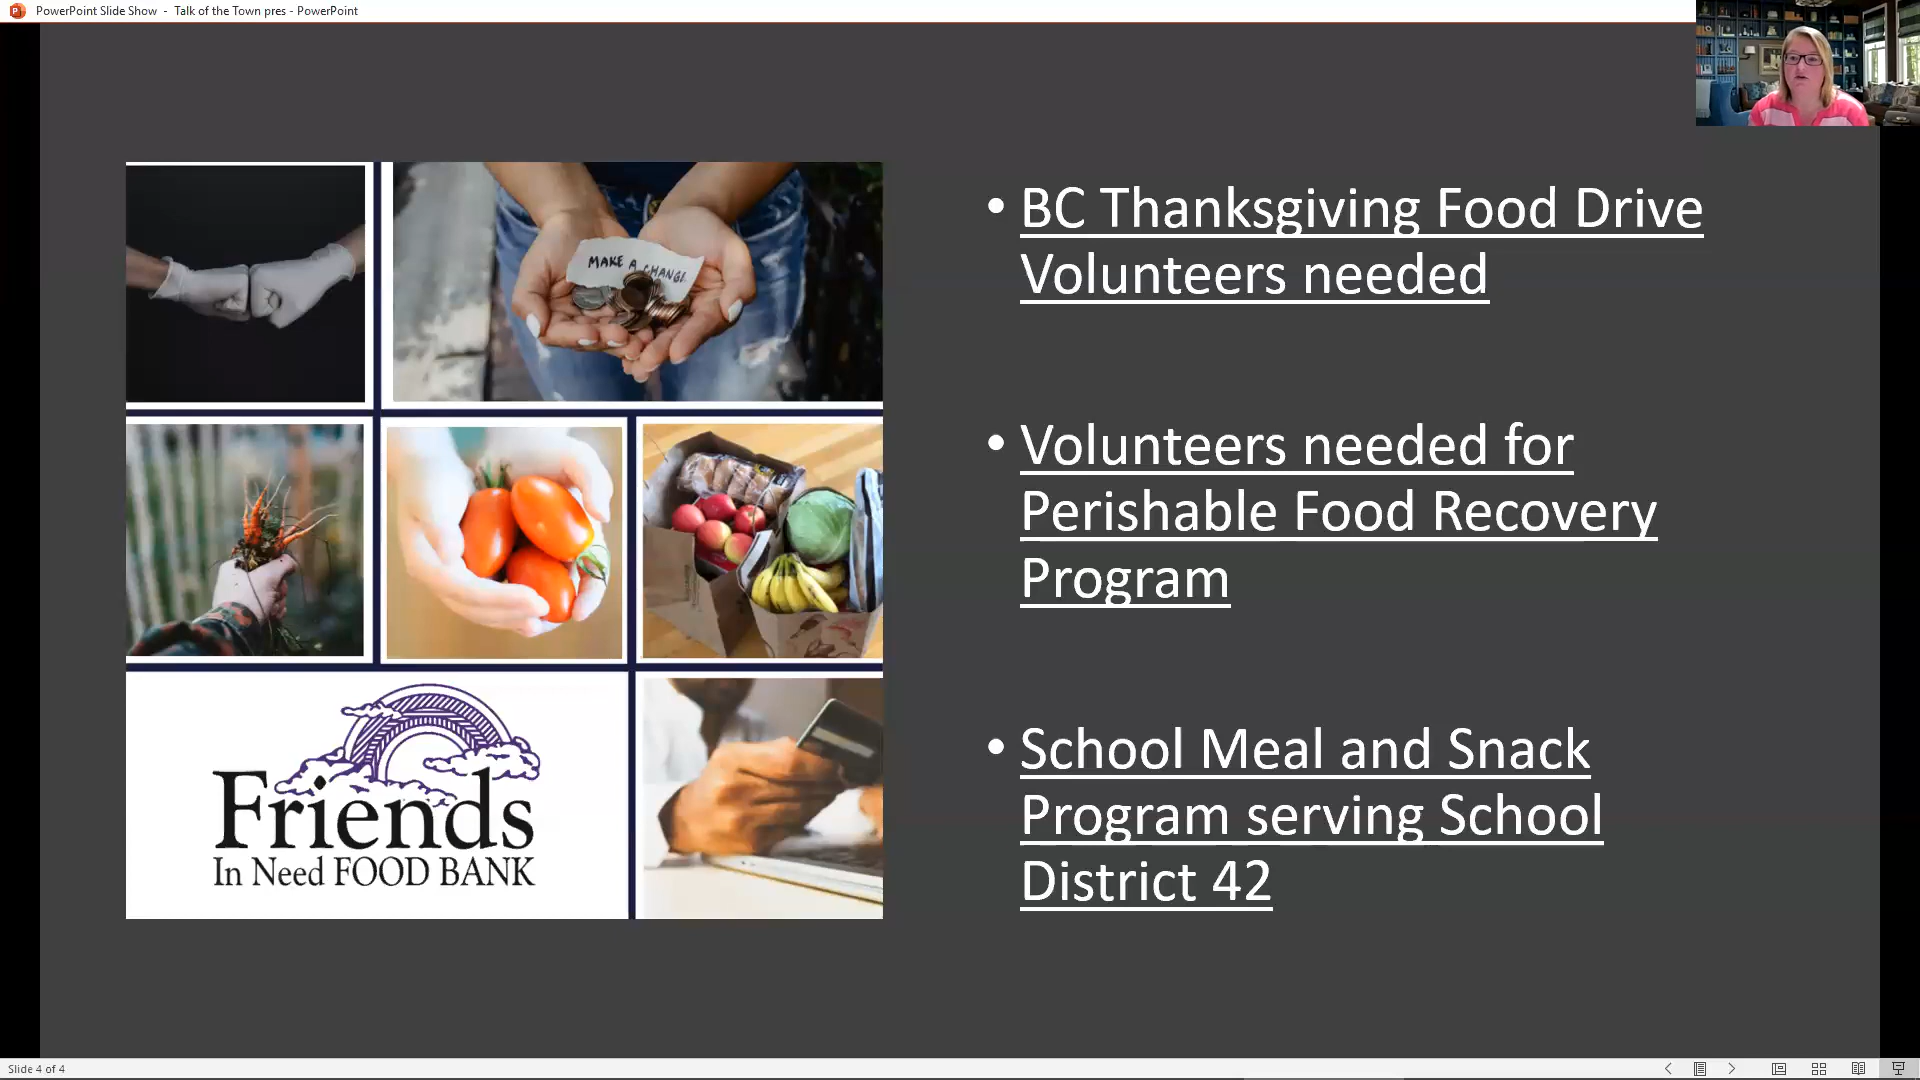 PowerPoint Slide Show - Talk of the Town pres - PowerPoint
MAKE A CHANGE
• BC Thanksgiving Food Drive
Volunteers needed
• Volunteers needed for
Perishable Food Recovery
Program
• School Meal and Snack
Program serving School
District 42
Friends
In Need FOOD BANK
Slide 4 of 4